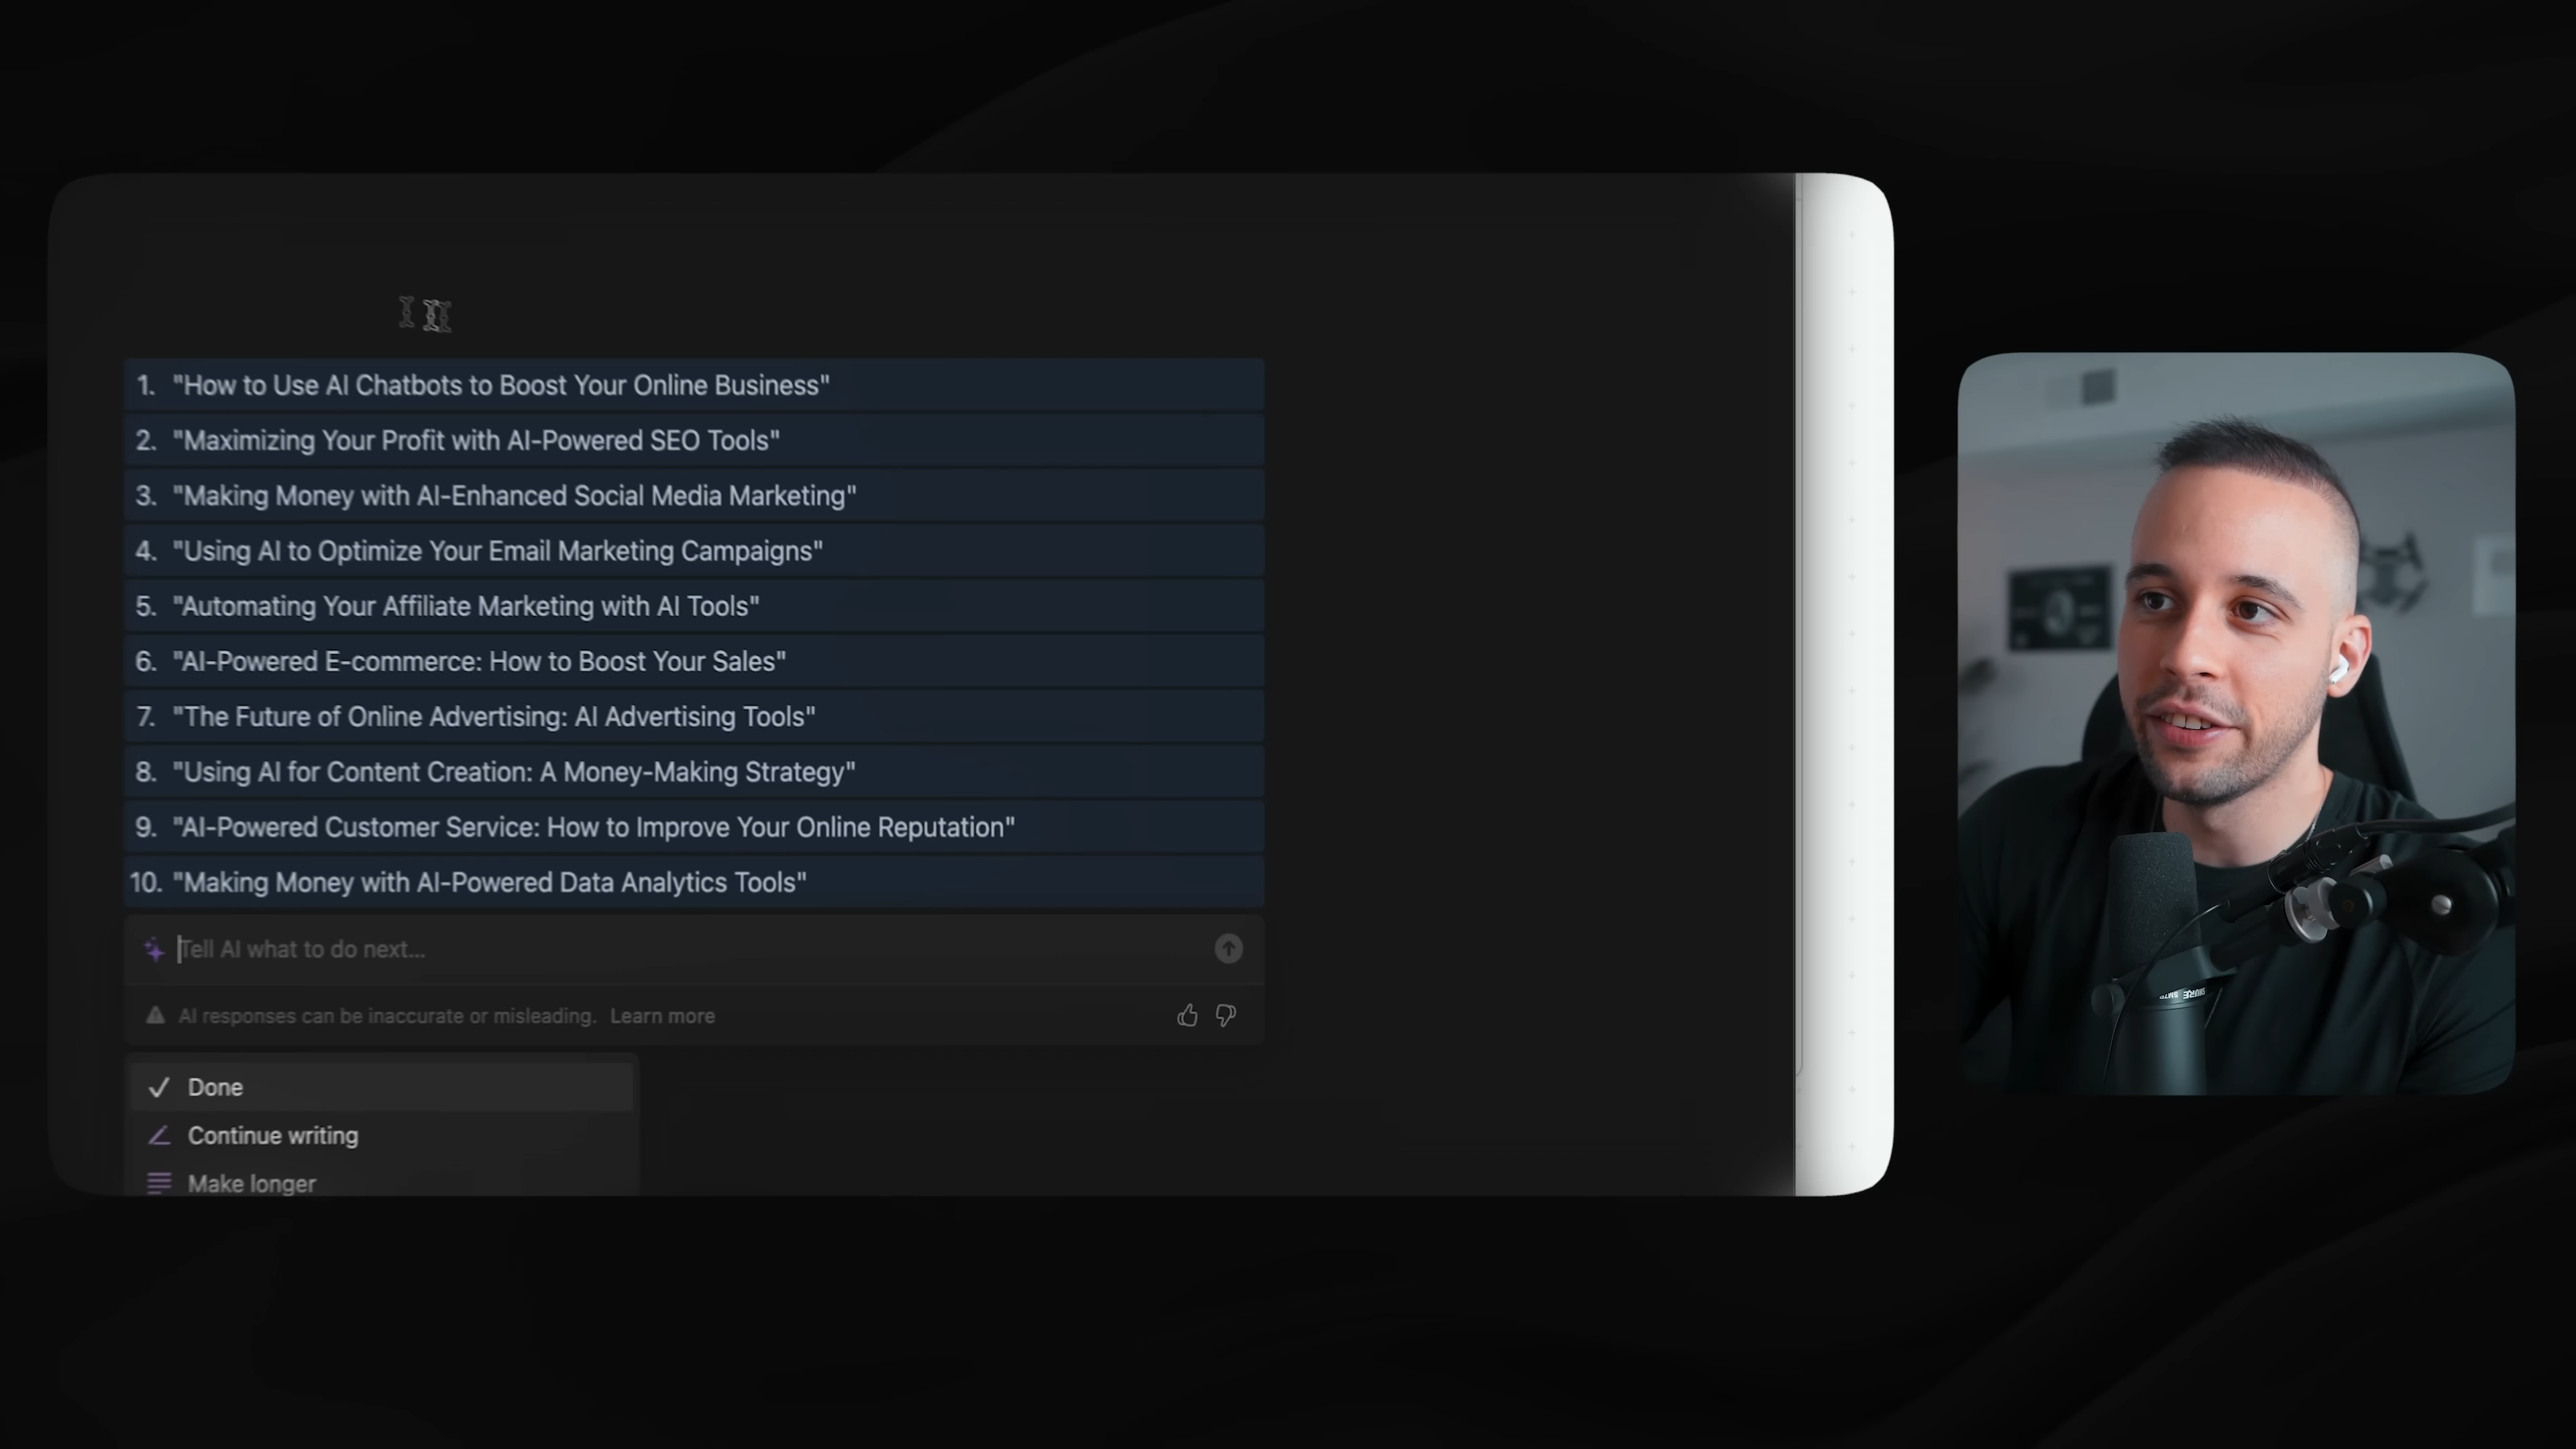 1. "How to Use AI Chatbots to Boost Your Online Business"
2. "Maximizing Your Profit with AI-Powered SEO Tools"
3. "Making Money with AI-Enhanced Social Media Marketing"
4. "Using AI to Optimize Your Email Marketing Campaigns"
5. "Automating Your Affiliate Marketing with AI Tools"
6. "AI-Powered E-commerce: How to Boost Your Sales"
7. "The Future of Online Advertising: AI Advertising Tools"
8. "Using AI for Content Creation: A Money-Making Strategy"
9. "AI-Powered Customer Service: How to Improve Your Online Reputation"
10. "Making Money with AI-Powered Data Analytics Tools"
Tell AI what to do next...
AI responses can be inaccurate or misleading. Learn more
Done
Continue writing
Make longer